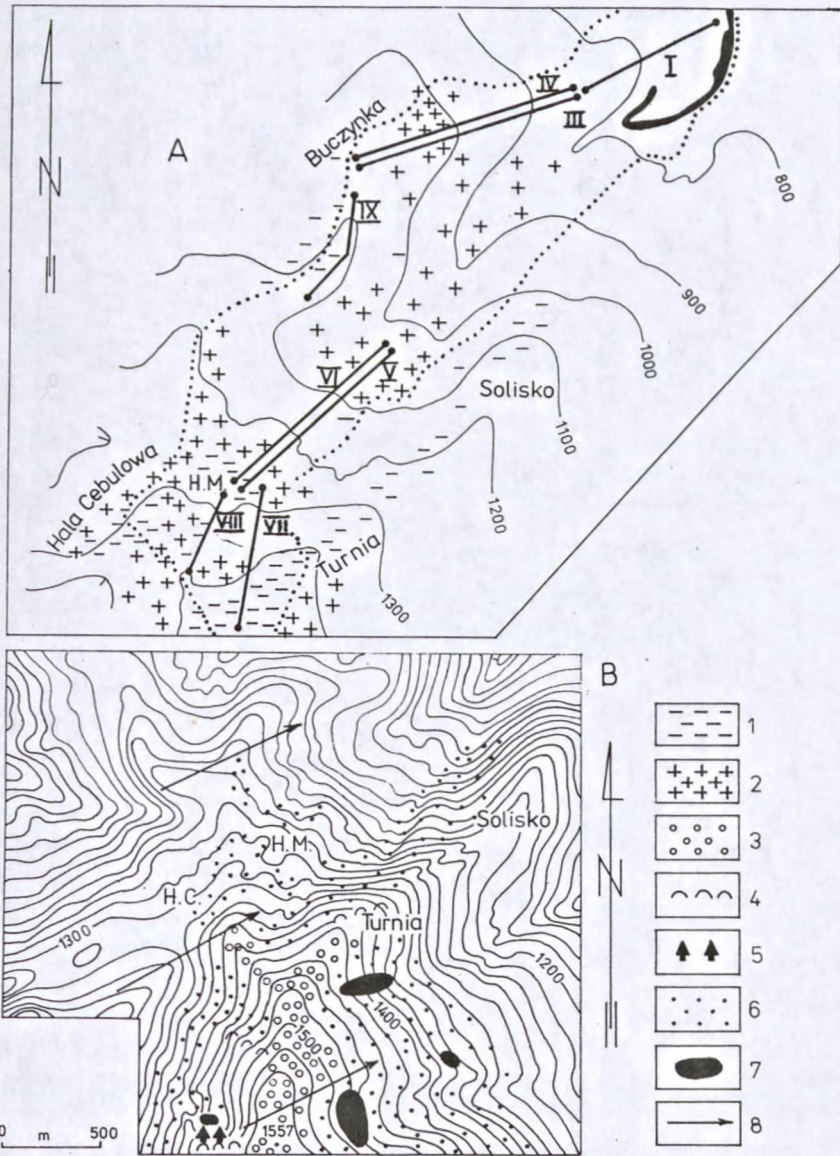 A
N
Buczynka
IV
I
III
IX
800
900
1000
1100
1200
1300
VI
V
Solisko
Hala Cebulowa
H.M.
VIII
VII
Turnia
B
N
Solisko
H.M.
H.C.
Turnia
1300
1200
1400
1500
1557
0 m 500
1
2
3
4
5
6
7
8